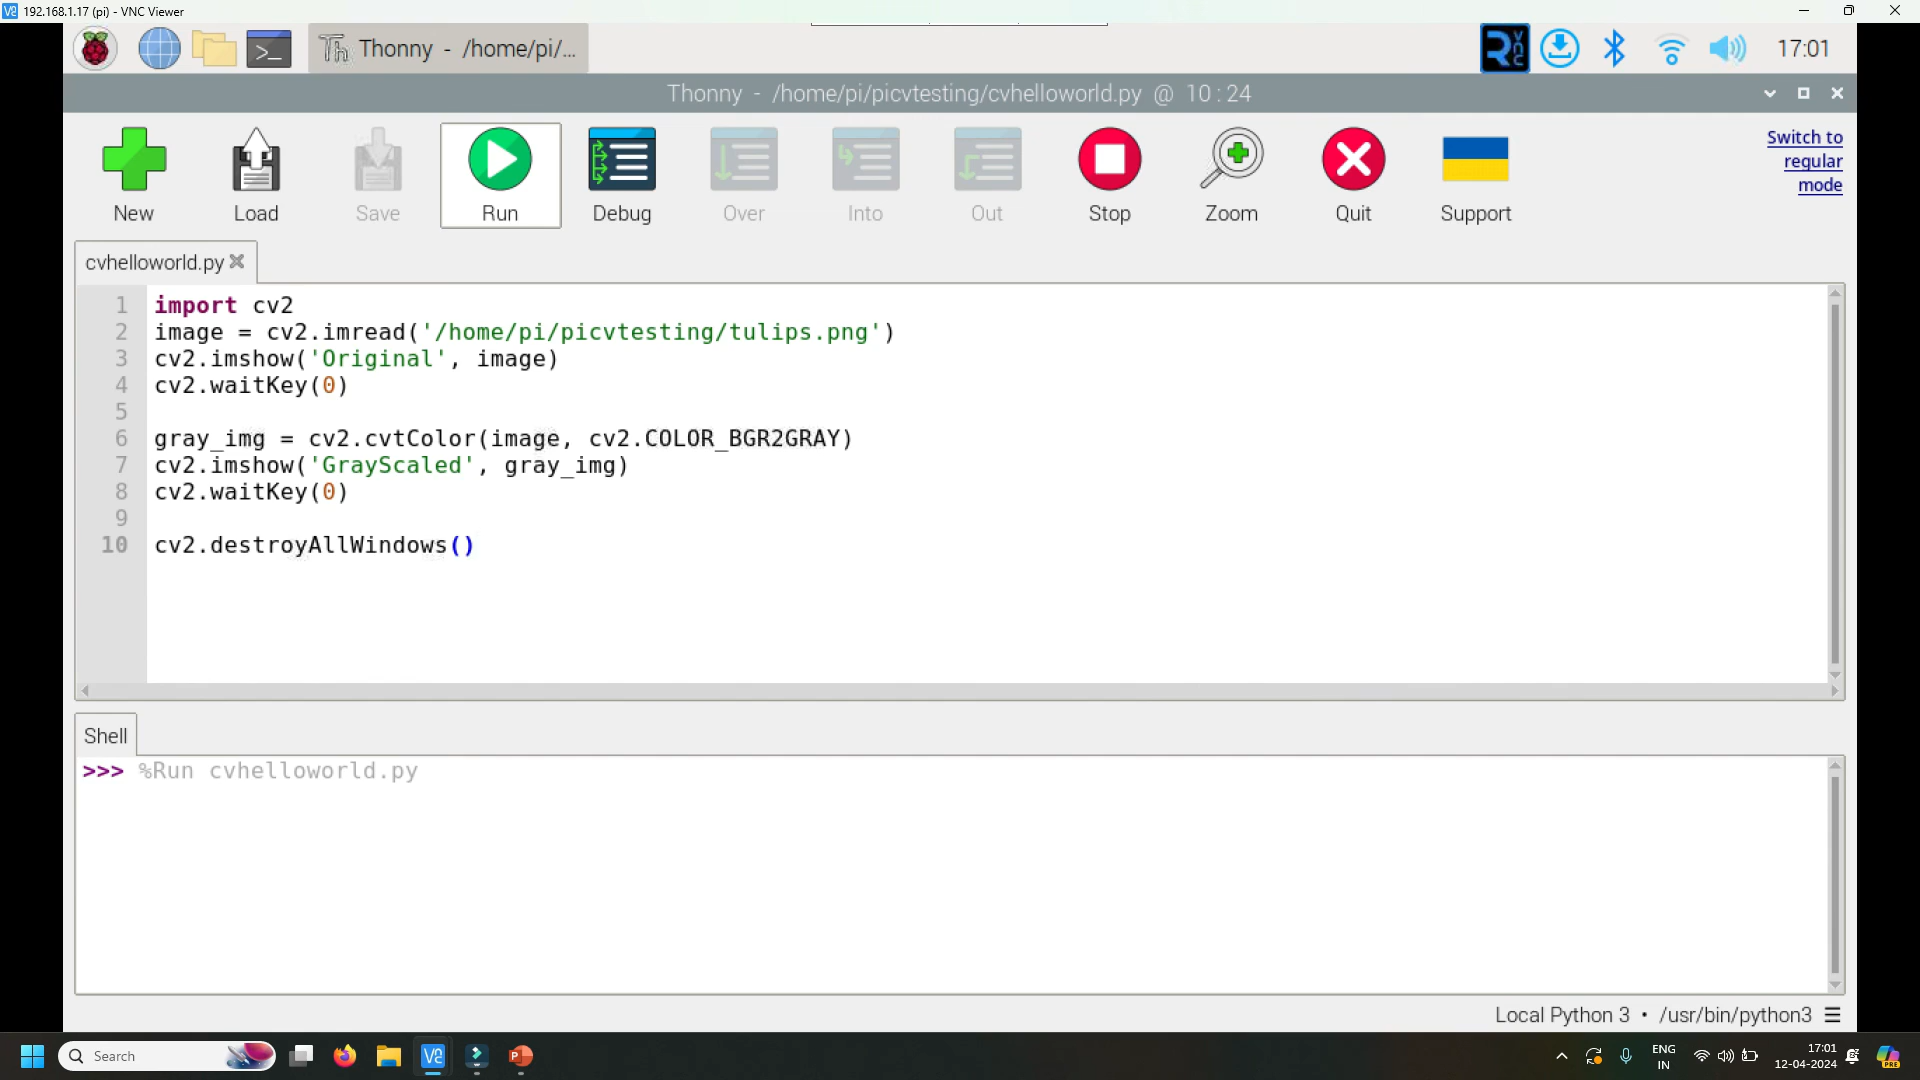 192.168.1.17 (pi) - VNC Viewer
Thonny - /home/pi/...
17:01
Thonny - /home/pi/picvtesting/cvhelloworld.py @ 10 : 24
New
Load
Save
Run
Debug
Over
Into
Out
Stop
Zoom
Quit
Support
Switch to
regular
mode
cvhelloworld.py
1 import cv2
2 image = cv2.imread('/home/pi/picvtesting/tulips.png')
3 cv2.imshow('Original', image)
4 cv2.waitKey(0)
5
6 gray_img = cv2.cvtColor(image, cv2.COLOR_BGR2GRAY)
7 cv2.imshow('GrayScaled', gray_img)
8 cv2.waitKey(0)
9
10 cv2.destroyAllWindows()
Shell
>>> %Run cvhelloworld.py
Local Python 3 • /usr/bin/python3
Search
ENG
IN
17:01
12-04-2024